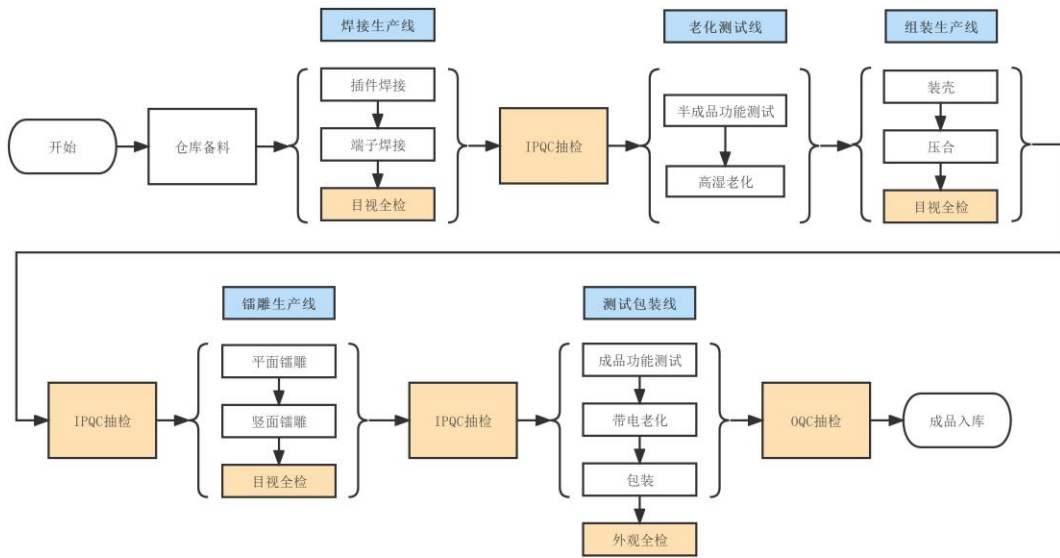 焊接生产线
老化测试线
组装生产线
开始
仓库备料
插件焊接
端子焊接
目视全检
IPQC抽检
半成品功能测试
高湿老化
装壳
压合
目视全检
镭雕生产线
测试包装线
IPQC抽检
平面镭雕
竖面镭雕
目视全检
IPQC抽检
成品功能测试
带电老化
包装
外观全检
OQC抽检
成品入库